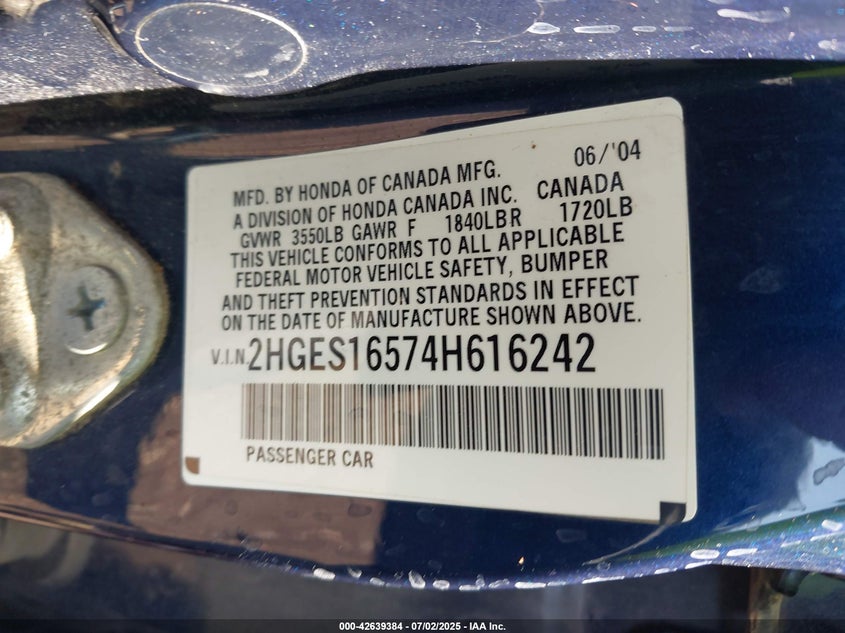 06/'04
MFD. BY HONDA OF CANADA MFG.
A DIVISION OF HONDA CANADA INC. CANADA
GVWR 3550LB GAWR F 1840LB R 1720LB
THIS VEHICLE CONFORMS TO ALL APPLICABLE
FEDERAL MOTOR VEHICLE SAFETY, BUMPER
AND THEFT PREVENTION STANDARDS IN EFFECT
ON THE DATE OF MANUFACTURE SHOWN ABOVE.
V.I.N. 2HGES16574H616242
PASSENGER CAR
000-42639384 | 07/02/2025 - IAA Inc.